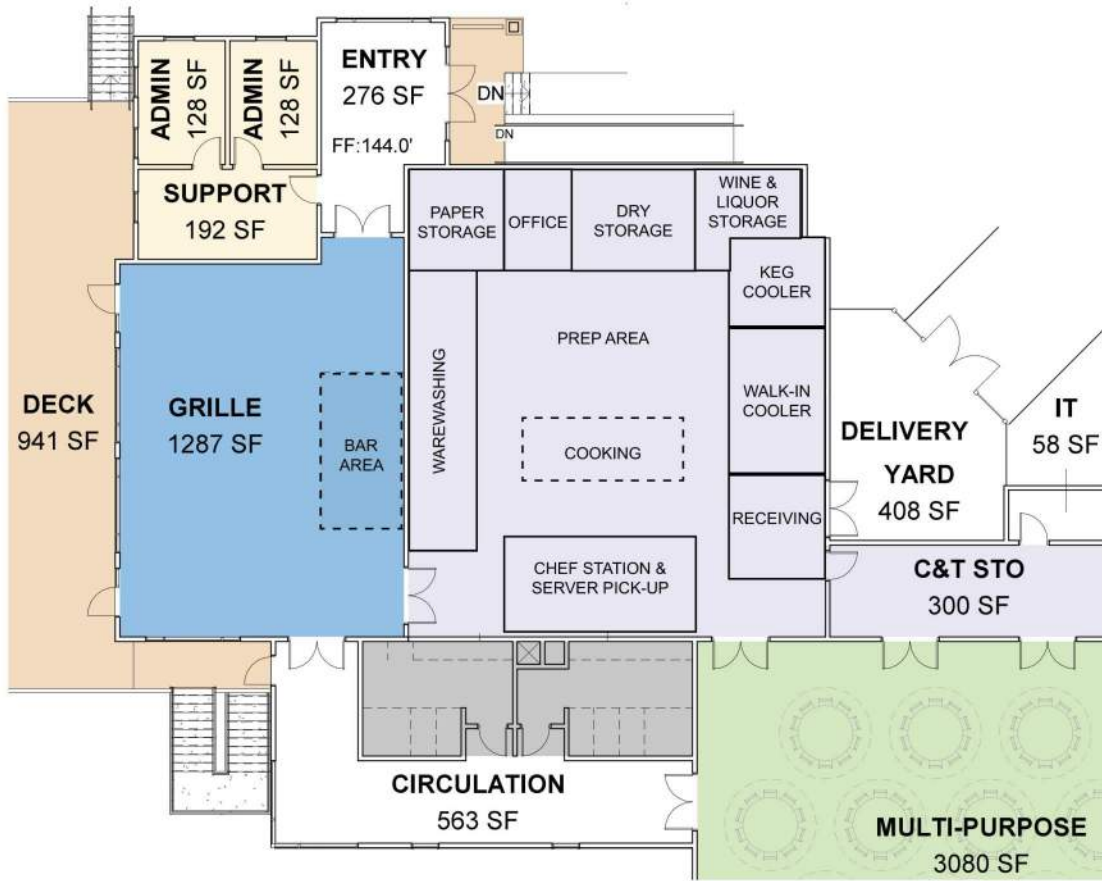 ADMIN
128 SF
ADMIN
128 SF
ENTRY
276 SF
FF:144.0'
DN
DN
SUPPORT
192 SF
PAPER
STORAGE
OFFICE
DRY
STORAGE
WINE &
LIQUOR
STORAGE
KEG
COOLER
PREP AREA
WAREWASHING
DECK
941 SF
GRILLE
1287 SF
BAR
AREA
COOKING
WALK-IN
COOLER
DELIVERY
YARD
408 SF
IT
58 SF
RECEIVING
CHEF STATION &
SERVER PICK-UP
C&T STO
300 SF
CIRCULATION
563 SF
MULTI-PURPOSE
3080 SF